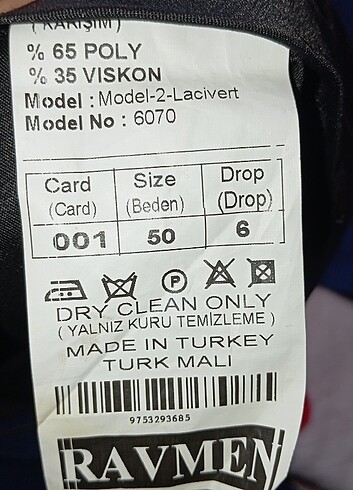 ( KARIŞIM )
% 65 POLY
% 35 VISKON
Model : Model-2-Lacivert
Model No : 6070
Card Size Drop
(Card) (Beden) (Drop)
001 50 6
P
DRY CLEAN ONLY
( YALNIZ KURU TEMİZLEME )
MADE IN TURKEY
TURK MALI
9753293685
RAVMEN